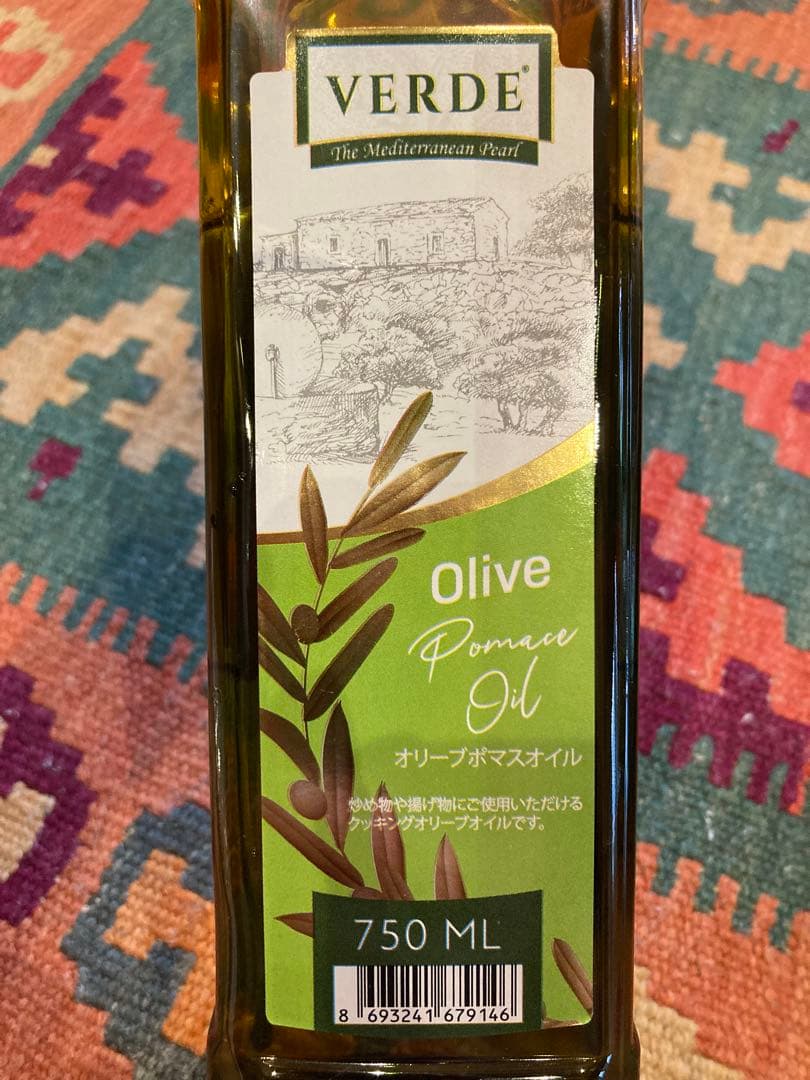 VERDE®
The Mediterranean Pearl
Olive
Pomace
Oil
オリーブポマスオイル
炒め物や揚げ物にご使用いただける
クッキングオリーブオイルです。
750 ML
8 693241 679146